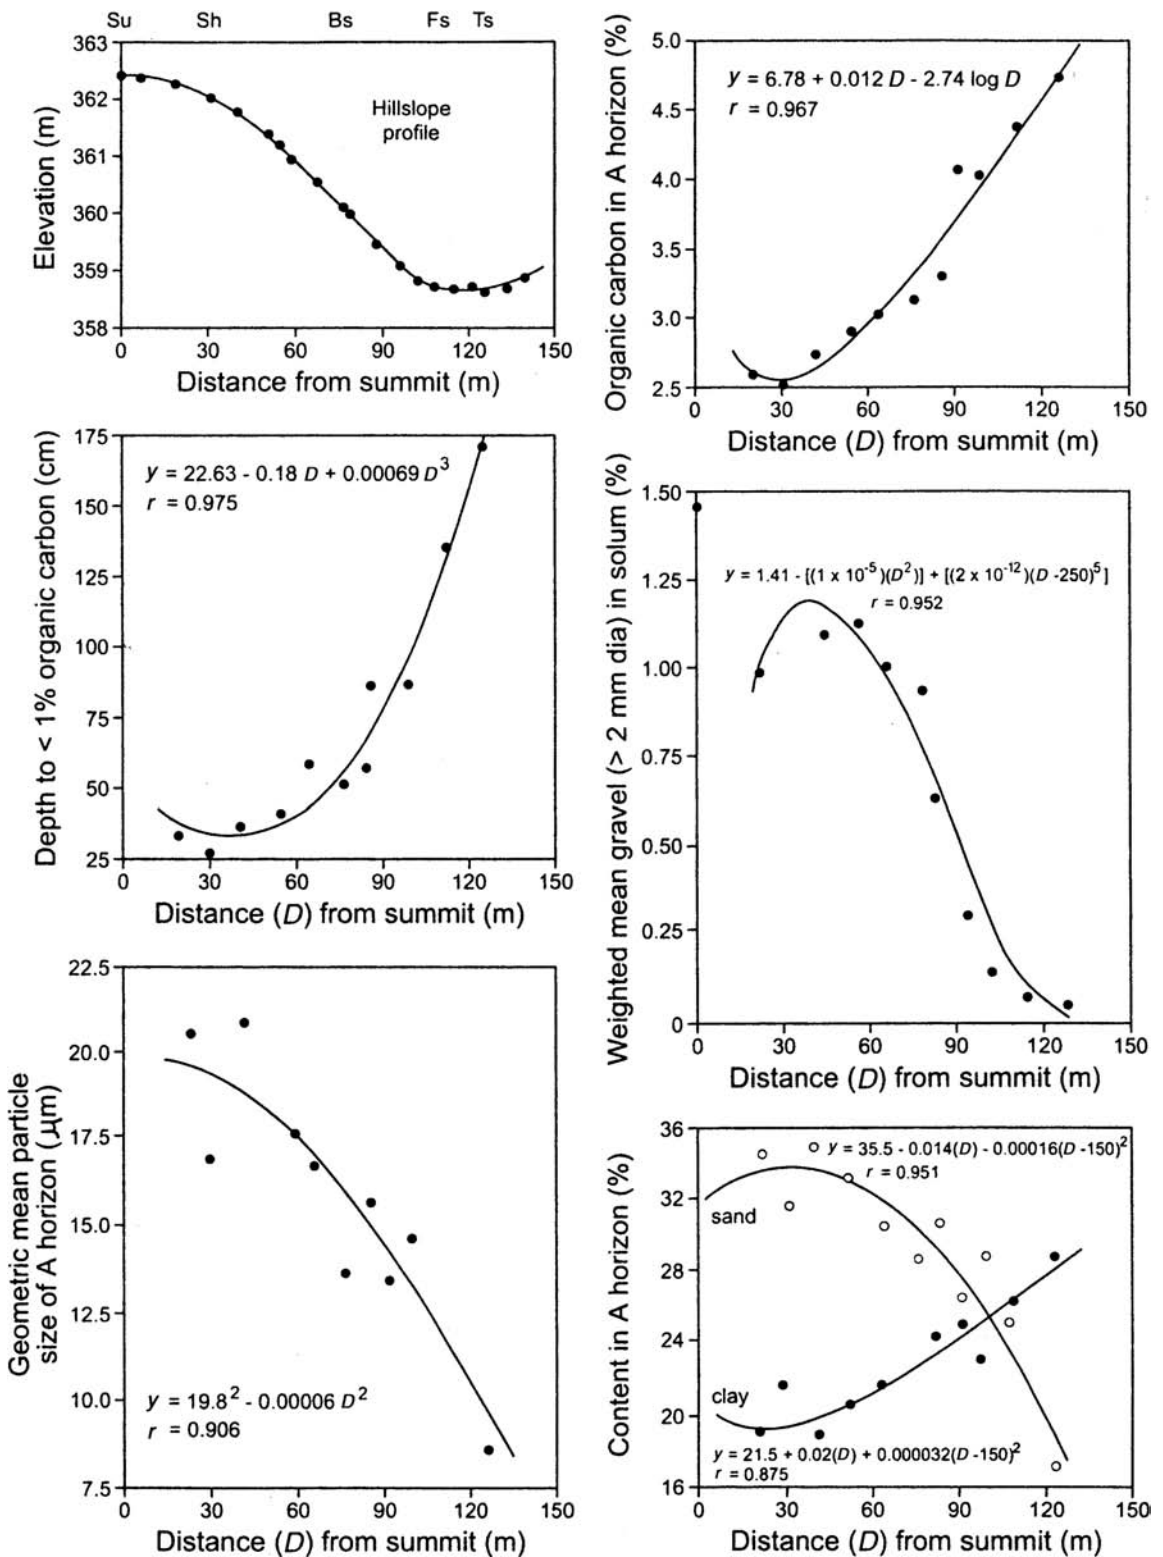 Su Sh Bs Fs Ts
363
362
361
360
359
358
Elevation (m)
Hillslope
profile
0 30 60 90 120 150
Distance from summit (m)
5.0
4.5
4.0
3.5
3.0
2.5
Organic carbon in A horizon (%)
y = 6.78 + 0.012 D - 2.74 log D
r = 0.967
0 30 60 90 120 150
Distance (D) from summit (m)
175
150
125
100
75
50
25
Depth to < 1% organic carbon (cm)
y = 22.63 - 0.18 D + 0.00069 D³
r = 0.975
0 30 60 90 120 150
Distance (D) from summit (m)
1.50
1.25
1.00
0.75
0.50
0.25
0
Weighted mean gravel (> 2 mm dia) in solum (%)
y = 1.41 - [(1 x 10⁻⁵)(D²)] + [(2 x 10⁻¹²)(D -250)⁵]
r = 0.952
0 30 60 90 120 150
Distance (D) from summit (m)
22.5
20.0
17.5
15.0
12.5
10.0
7.5
Geometric mean particle
size of A horizon (μm)
y = 19.8² - 0.00006 D²
r = 0.906
0 30 60 90 120 150
Distance (D) from summit (m)
36
32
28
24
20
16
Content in A horizon (%)
y = 35.5 - 0.014(D) - 0.00016(D -150)²
r = 0.951
sand
clay
y = 21.5 + 0.02(D) + 0.000032(D -150)²
r = 0.875
0 30 60 90 120 150
Distance (D) from summit (m)